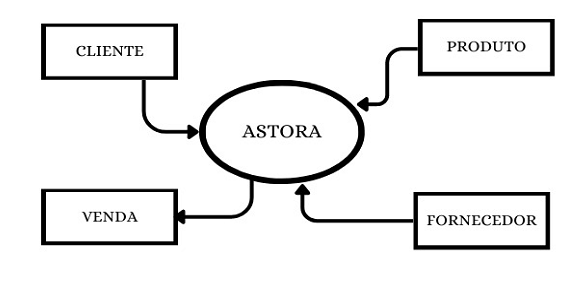 CLIENTE
PRODUTO
ASTORA
VENDA
FORNECEDOR